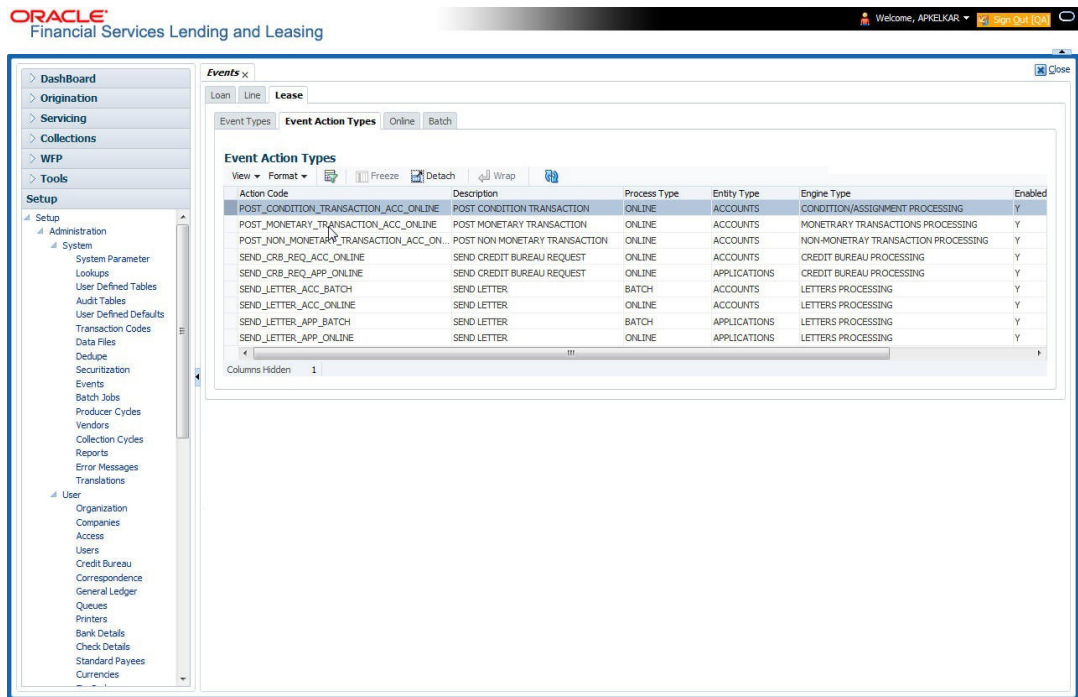 ORACLE
Financial Services Lending and Leasing
Welcome, APKELKAR
Sign Out [QA]
DashBoard
Origination
Servicing
Collections
WFP
Tools
Setup
Setup
Administration
System
System Parameter
Lookups
User Defined Tables
Audit Tables
User Defined Defaults
Transaction Codes
Data Files
Dedupe
Securitization
Events
Batch Jobs
Producer Cycles
Vendors
Collection Cycles
Reports
Error Messages
Translations
User
Organization
Companies
Access
Users
Credit Bureau
Correspondence
General Ledger
Queues
Printers
Bank Details
Check Details
Standard Payees
Currencies
Events
Close
Loan Line Lease
Event Types Event Action Types Online Batch
Event Action Types
View Format Freeze Detach Wrap
Action Code Description Process Type Entity Type Engine Type Enabled
POST_CONDITION_TRANSACTION_ACC_ONLINE POST CONDITION TRANSACTION ONLINE ACCOUNTS CONDITION/ASSIGNMENT PROCESSING Y
POST_MONETARY_TRANSACTION_ACC_ONLINE POST MONETARY TRANSACTION ONLINE ACCOUNTS MONETRARY TRANSACTIONS PROCESSING Y
POST_NON_MONETARY_TRANSACTION_ACC_ON... POST NON MONETARY TRANSACTION ONLINE ACCOUNTS NON-MONETRAY TRANSACTION PROCESSING Y
SEND_CRB_REQ_ACC_ONLINE SEND CREDIT BUREAU REQUEST ONLINE ACCOUNTS CREDIT BUREAU PROCESSING Y
SEND_CRB_REQ_APP_ONLINE SEND CREDIT BUREAU REQUEST ONLINE APPLICATIONS CREDIT BUREAU PROCESSING Y
SEND_LETTER_ACC_BATCH SEND LETTER BATCH ACCOUNTS LETTERS PROCESSING Y
SEND_LETTER_ACC_ONLINE SEND LETTER ONLINE ACCOUNTS LETTERS PROCESSING Y
SEND_LETTER_APP_BATCH SEND LETTER BATCH APPLICATIONS LETTERS PROCESSING Y
SEND_LETTER_APP_ONLINE SEND LETTER ONLINE APPLICATIONS LETTERS PROCESSING Y
Columns Hidden 1